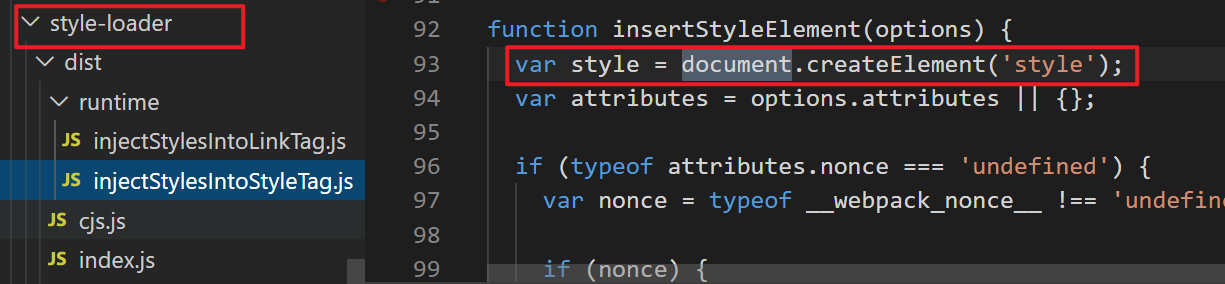 style-loader
dist
runtime
JS injectStylesIntoLinkTag.js
JS injectStylesIntoStyleTag.js
JS cjs.js
JS index.js
92 function insertStyleElement(options) {
93 var style = document.createElement('style');
94 var attributes = options.attributes || {};
95
96 if (typeof attributes.nonce === 'undefined') {
97 var nonce = typeof __webpack_nonce__ !== 'undefine
98
99 if (nonce) {